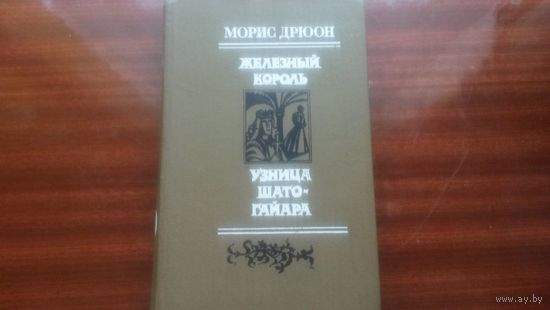 МОРИС ДРЮОН
ЖЕЛЕЗНЫЙ
КОРОЛЬ
УЗНИЦА
ШАТО-
ГАЙАРА
www.ay.by